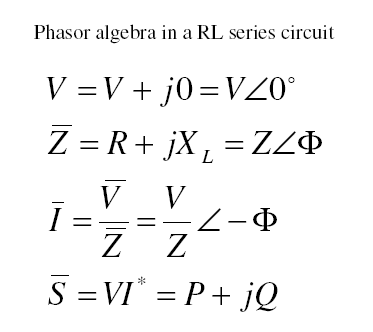 Phasor algebra in a RL series circuit
V = V + j0 = V∠0°
Z̅ = R + jX_L = Z∠Φ
I̅ = V̅/Z̅ = V/Z ∠−Φ
S̅ = VI* = P + jQ